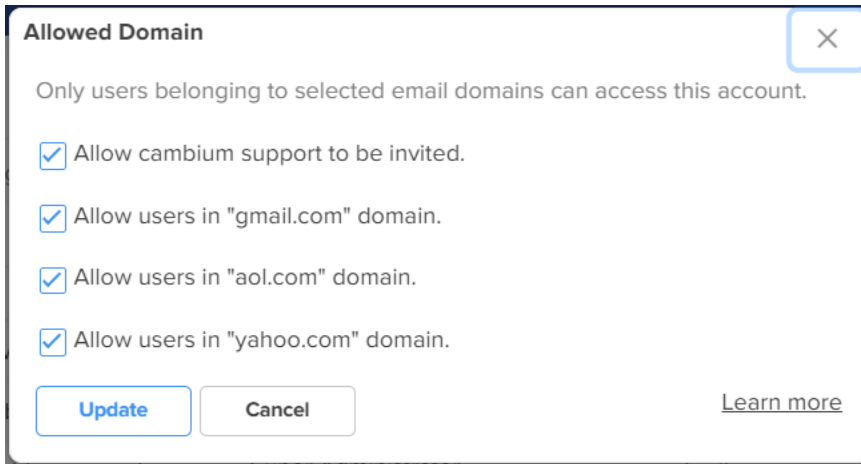 Allowed Domain
Only users belonging to selected email domains can access this account.
Allow cambium support to be invited.
Allow users in "gmail.com" domain.
Allow users in "aol.com" domain.
Allow users in "yahoo.com" domain.
Update Cancel Learn more